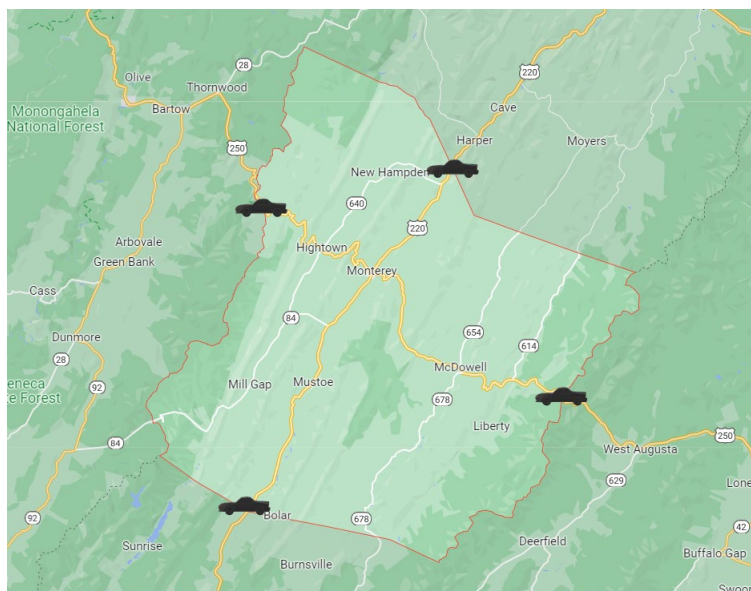 28
Olive
220
Thornwood
Cave
Monongahela
National Forest
Bartow
Harper
Moyers
250
New Hampden
640
220
Arbovale
Hightown
Green Bank
Monterey
Cass
84
654
Dunmore
614
28
McDowell
Mill Gap
Mustoe
eneca
te Forest
92
678
Liberty
84
250
West Augusta
629
Lone
Bolar
92
678
42
Sunrise
Deerfield
Buffalo Gap
Burnsville
Swoo